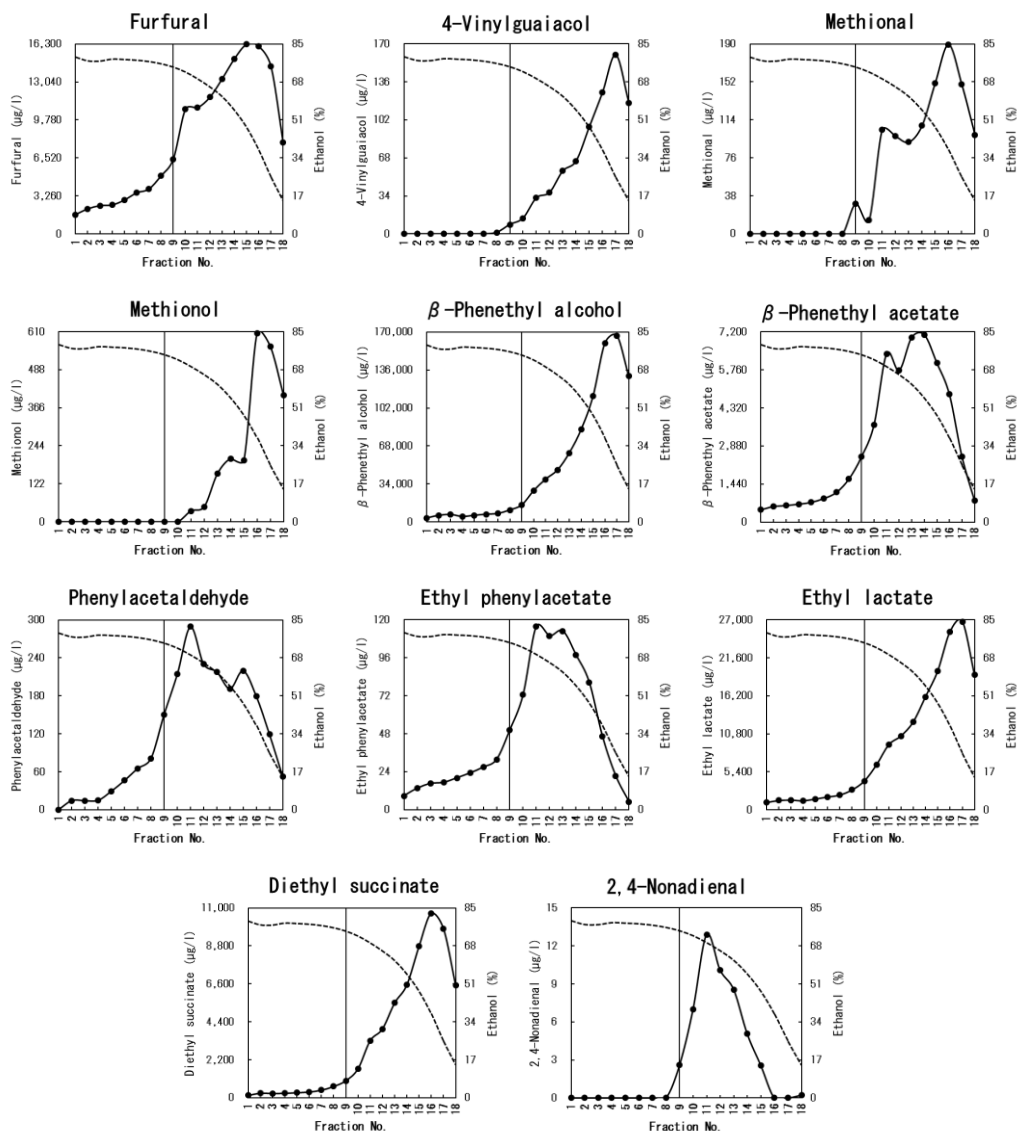 Furfural
16,300
13,040
9,780
6,520
3,260
0
Furfural (μg/l)
85
68
51
34
17
0
Ethanol (%)
1 2 3 4 5 6 7 8 9 10 11 12 13 14 15 16 17 18
Fraction No.
4-Vinylguaiacol
170
136
102
68
34
0
4-Vinylguaiacol (μg/l)
85
68
51
34
17
0
Ethanol (%)
1 2 3 4 5 6 7 8 9 10 11 12 13 14 15 16 17 18
Fraction No.
Methional
190
152
114
76
38
0
Methional (μg/l)
85
68
51
34
17
0
Ethanol (%)
1 2 3 4 5 6 7 8 9 10 11 12 13 14 15 16 17 18
Fraction No.
Methionol
610
488
366
244
122
0
Methionol (μg/l)
85
68
51
34
17
0
Ethanol (%)
1 2 3 4 5 6 7 8 9 10 11 12 13 14 15 16 17 18
Fraction No.
β-Phenethyl alcohol
170,000
136,000
102,000
68,000
34,000
0
β-Phenethyl alcohol (μg/l)
85
68
51
34
17
0
Ethanol (%)
1 2 3 4 5 6 7 8 9 10 11 12 13 14 15 16 17 18
Fraction No.
β-Phenethyl acetate
7,200
5,760
4,320
2,880
1,440
0
β-Phenethyl acetate (μg/l)
85
68
51
34
17
0
Ethanol (%)
1 2 3 4 5 6 7 8 9 10 11 12 13 14 15 16 17 18
Fraction No.
Phenylacetaldehyde
300
240
180
120
60
0
Phenylacetaldehyde (μg/l)
85
68
51
34
17
0
Ethanol (%)
1 2 3 4 5 6 7 8 9 10 11 12 13 14 15 16 17 18
Fraction No.
Ethyl phenylacetate
120
96
72
48
24
0
Ethyl phenylacetate (μg/l)
85
68
51
34
17
0
Ethanol (%)
1 2 3 4 5 6 7 8 9 10 11 12 13 14 15 16 17 18
Fraction No.
Ethyl lactate
27,000
21,600
16,200
10,800
5,400
0
Ethyl lactate (μg/l)
85
68
51
34
17
0
Ethanol (%)
1 2 3 4 5 6 7 8 9 10 11 12 13 14 15 16 17 18
Fraction No.
Diethyl succinate
11,000
8,800
6,600
4,400
2,200
0
Diethyl succinate (μg/l)
85
68
51
34
17
0
Ethanol (%)
1 2 3 4 5 6 7 8 9 10 11 12 13 14 15 16 17 18
Fraction No.
2,4-Nonadienal
15
12
9
6
3
0
2,4-Nonadienal (μg/l)
85
68
51
34
17
0
Ethanol (%)
1 2 3 4 5 6 7 8 9 10 11 12 13 14 15 16 17 18
Fraction No.